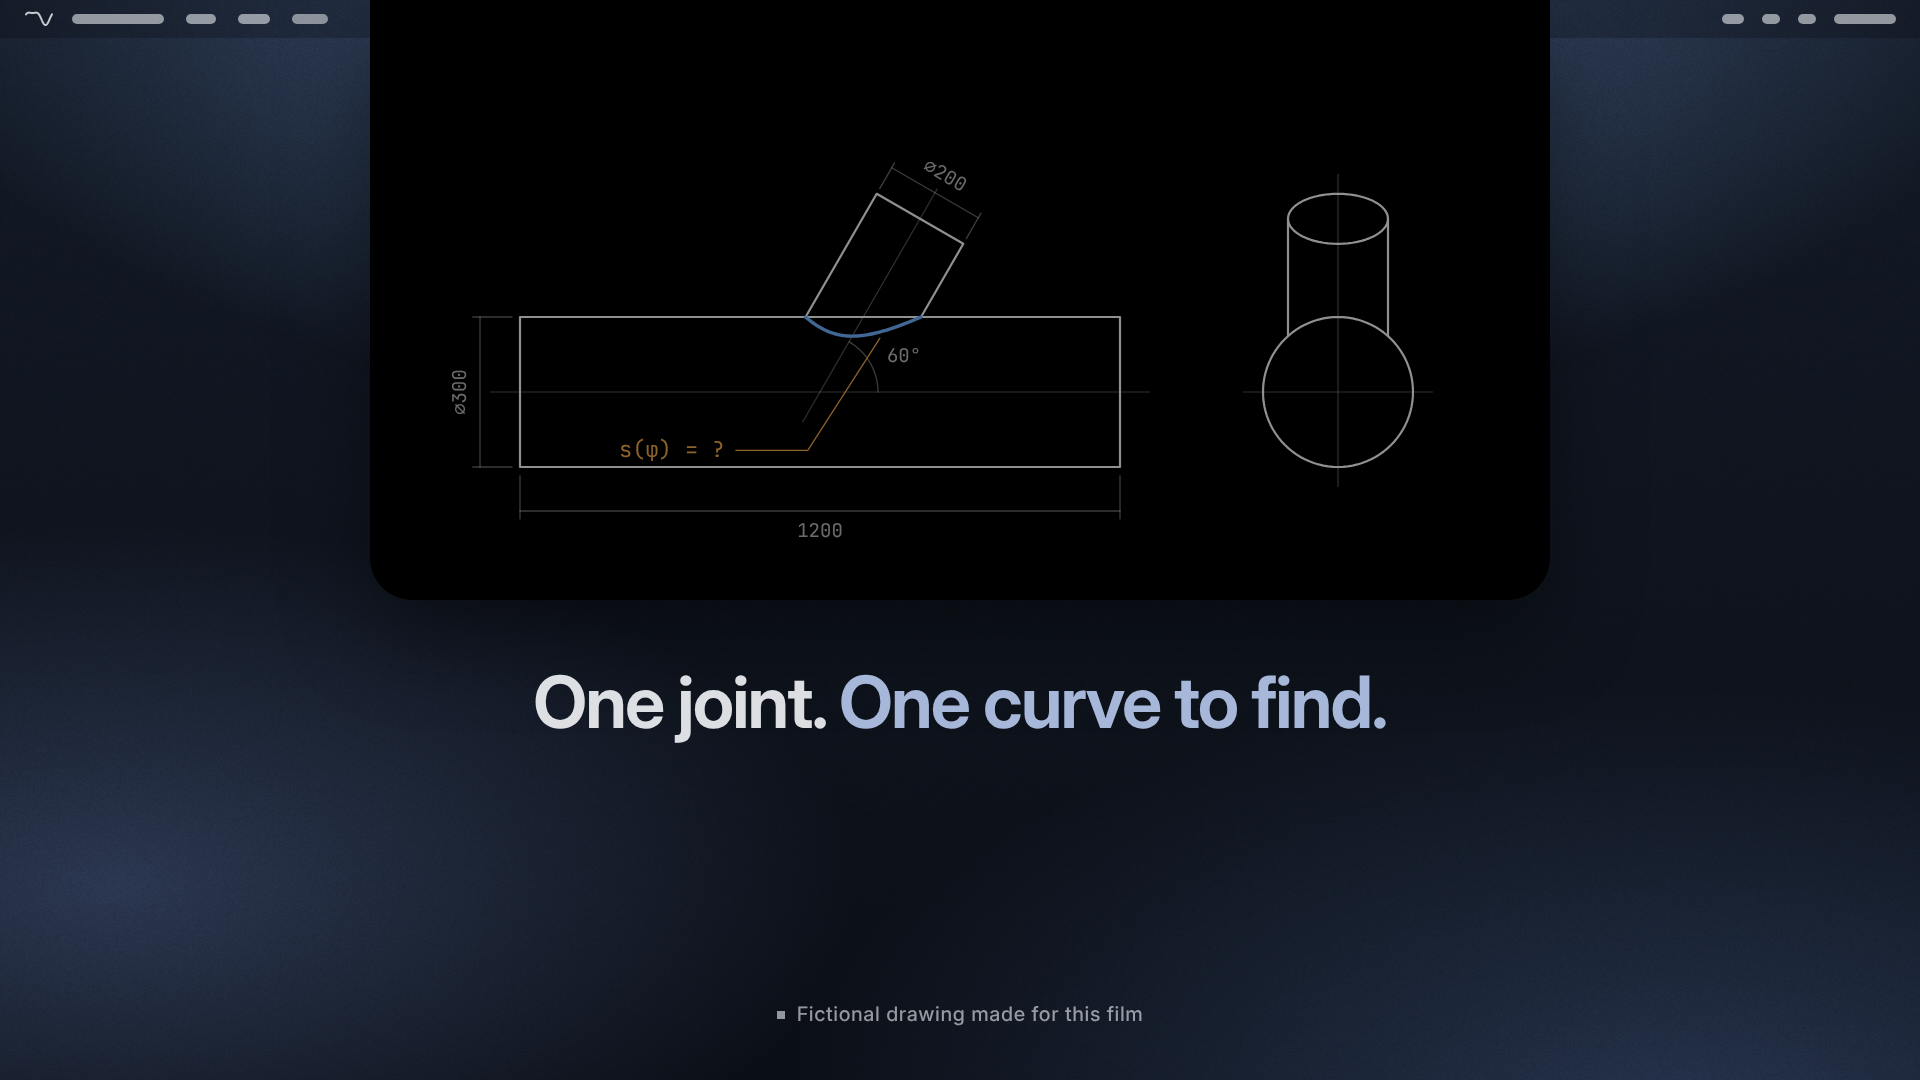 ⌀200
60°
⌀300
s(φ) = ?
1200
One joint. One curve to find.
Fictional drawing made for this film